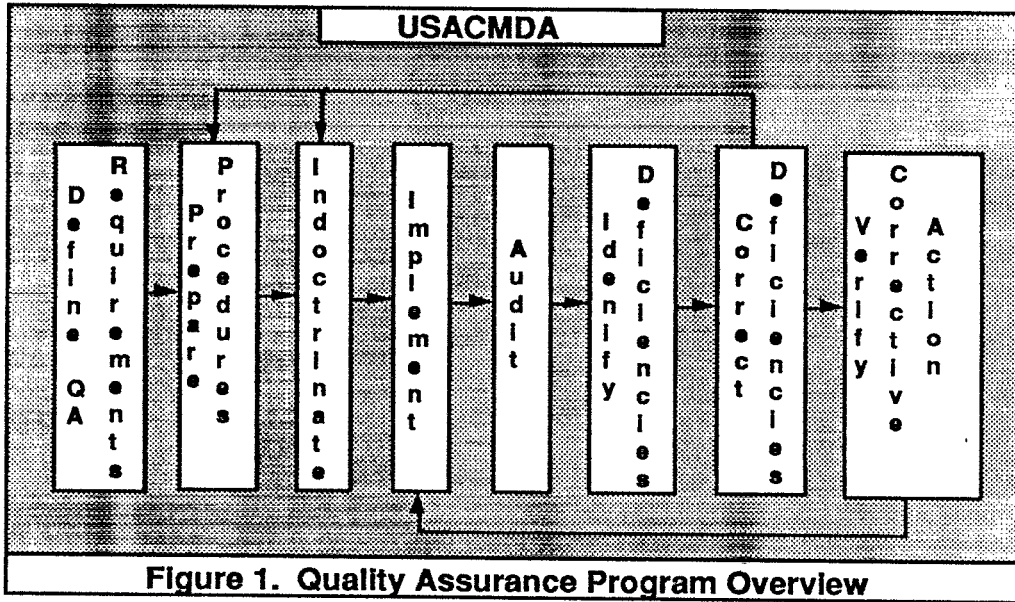 USACMDA
Define QA
Requirements
Prepare
Procedures
Indoctrinate
Implement
Audit
Idenify
Deficiencies
Correct
Deficiencies
Verify
Corrective
Action
Figure 1. Quality Assurance Program Overview